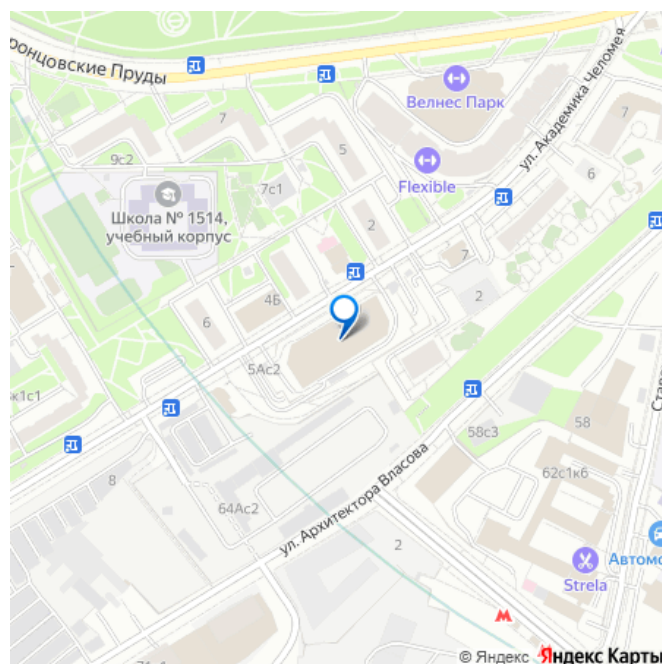 ронцовские Пруды
Велнес Парк
ул. Академика Челомея
7
7
5
9с2
Flexible
6
7с1
Школа № 1514,
учебный корпус
2
7
4Б
2
6
5Ас2
к1с1
58с3
58
Стар
62с1к6
8
64Ас2
ул. Архитектора Власова
2
Strela
Автомо
© Яндекс Яндекс Карты